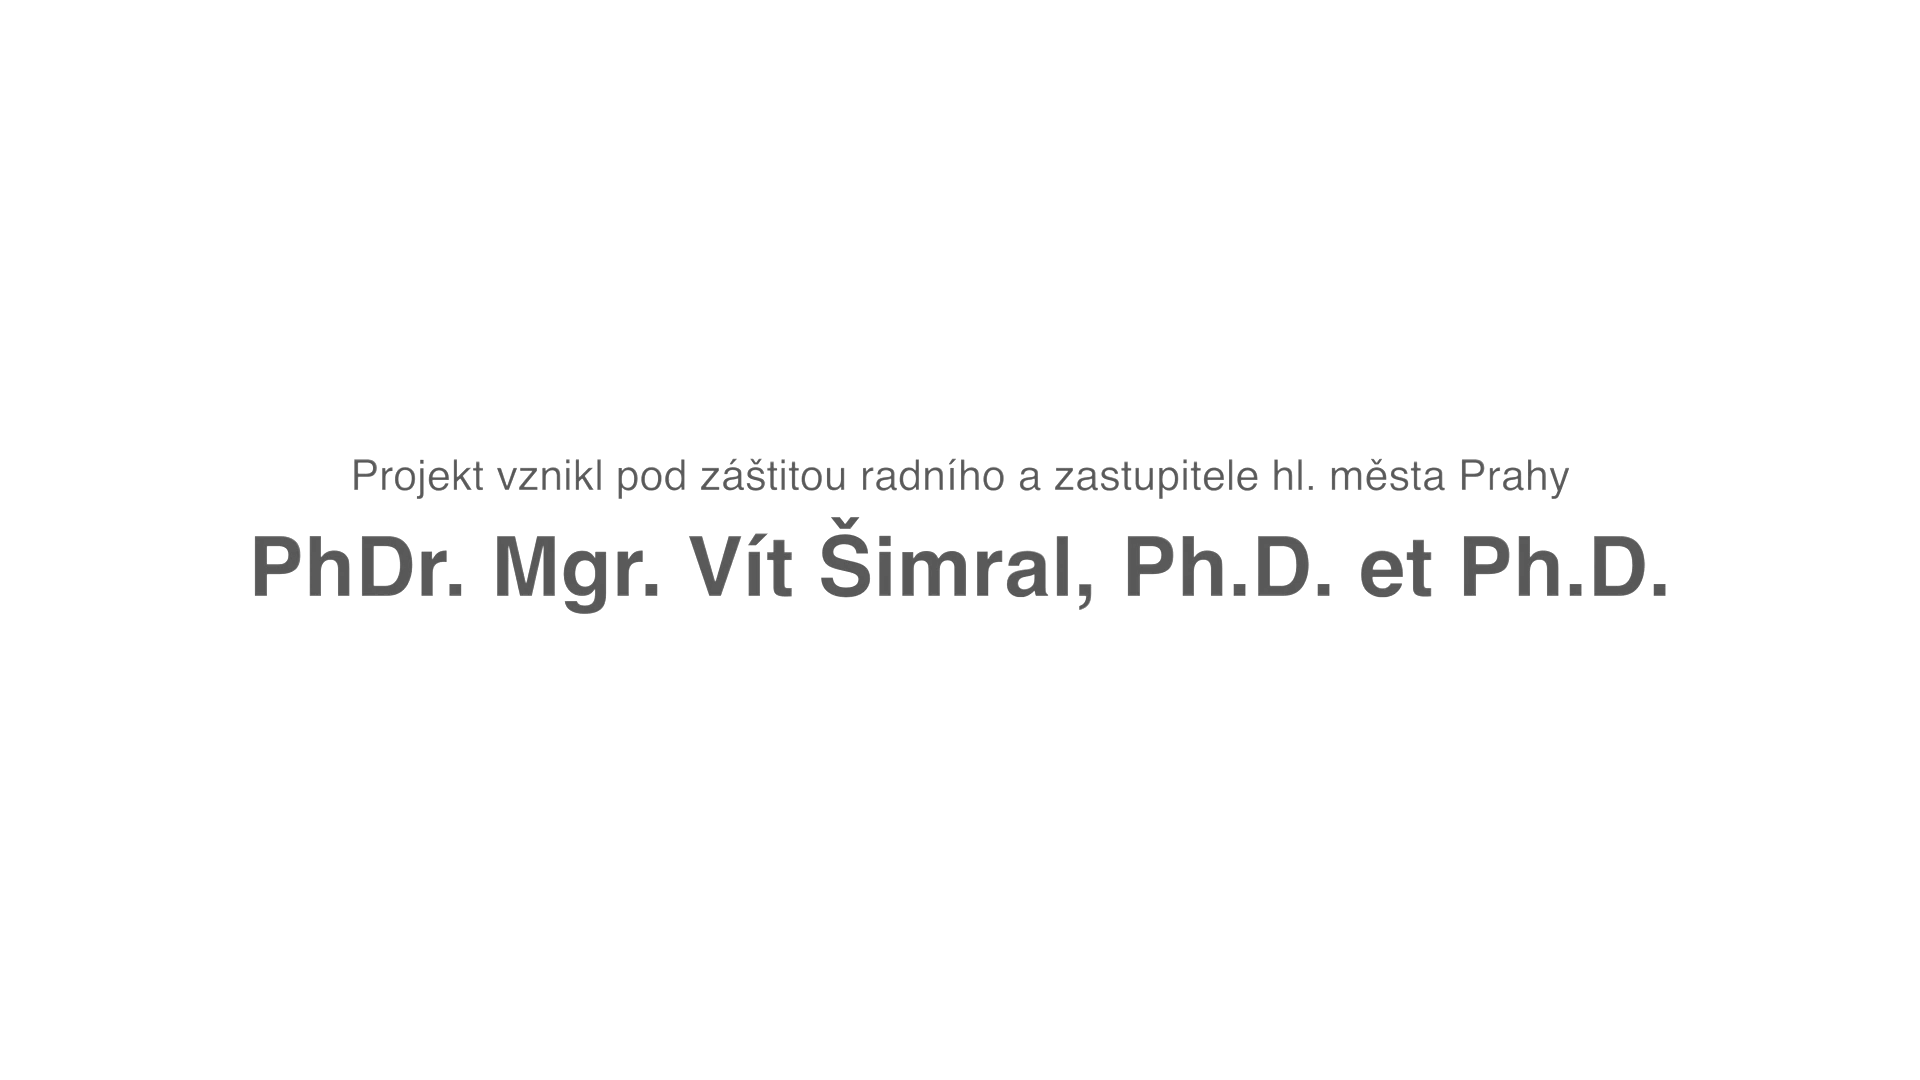 Projekt vznikl pod záštitou radního a zastupitele hl. města Prahy
PhDr. Mgr. Vít Šimral, Ph.D. et Ph.D.